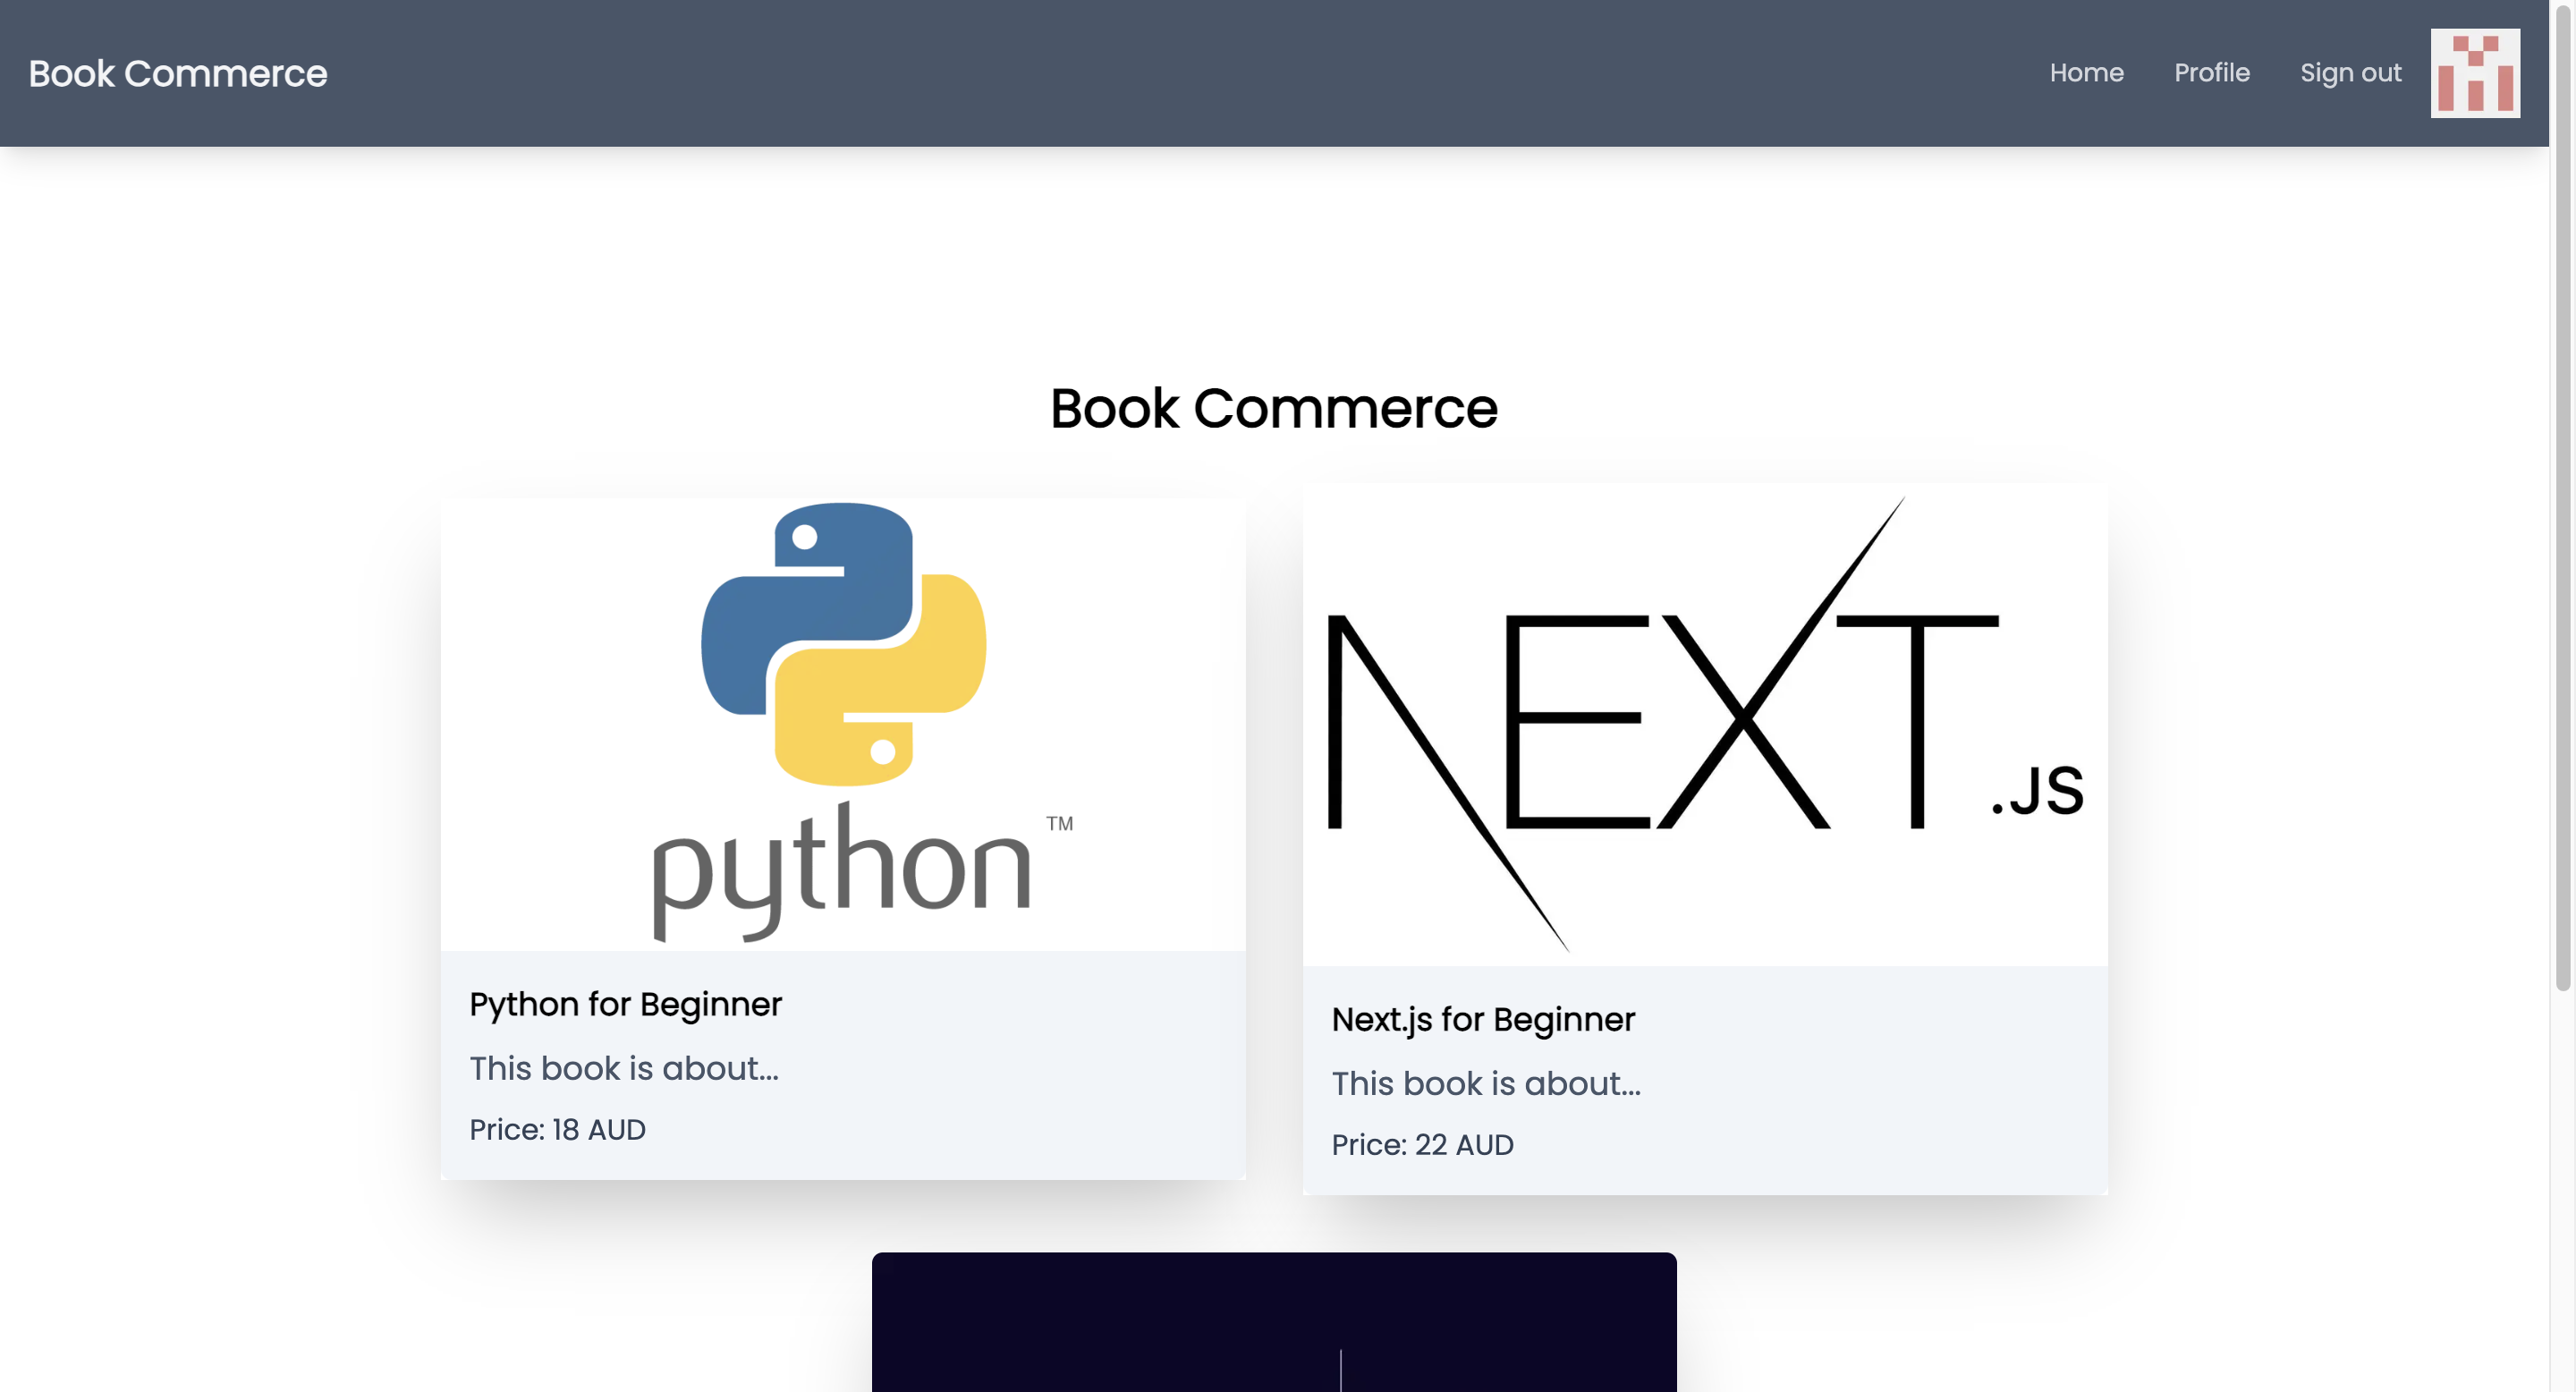 Book Commerce
Home
Profile
Sign out
Book Commerce
python™
Python for Beginner
This book is about...
Price: 18 AUD
NEXT.JS
Next.js for Beginner
This book is about...
Price: 22 AUD